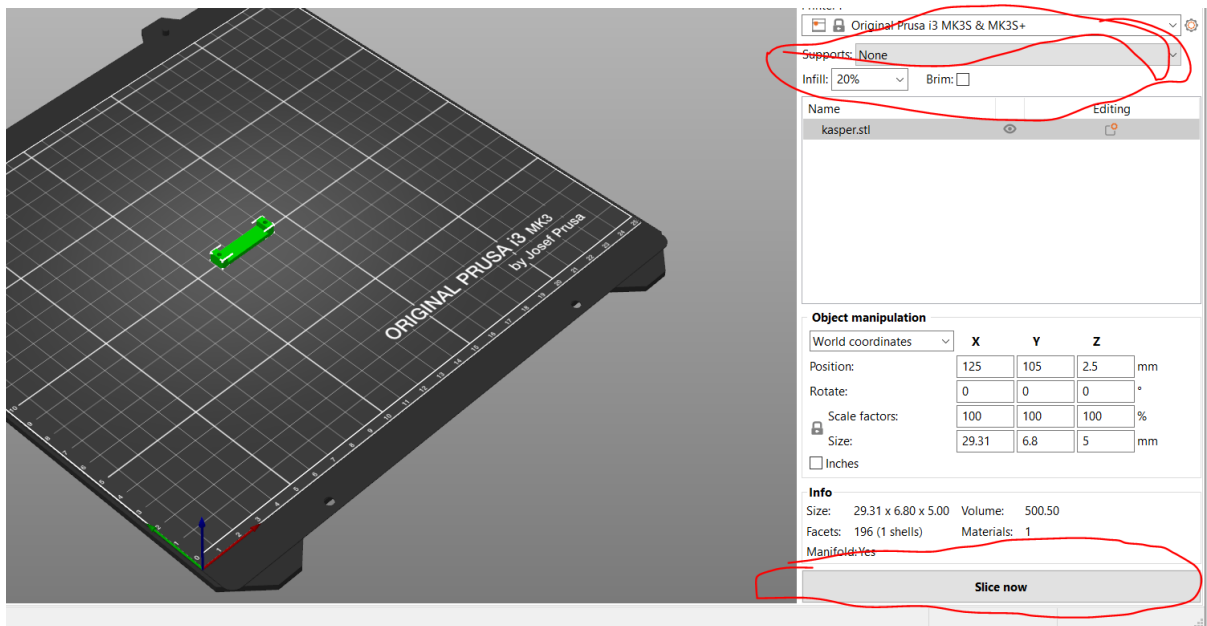 Original Prusa i3 MK3S & MK3S+
Supports: None
Infill: 20% Brim:
Name Editing
kasper.stl
ORIGINAL PRUSA i3 MK3
by Josef Prusa
Object manipulation
World coordinates X Y Z
Position: 125 105 2.5 mm
Rotate: 0 0 0 °
Scale factors: 100 100 100 %
Size: 29.31 6.8 5 mm
Inches
Info
Size: 29.31 x 6.80 x 5.00 Volume: 500.50
Facets: 196 (1 shells) Materials: 1
Manifold: Yes
Slice now